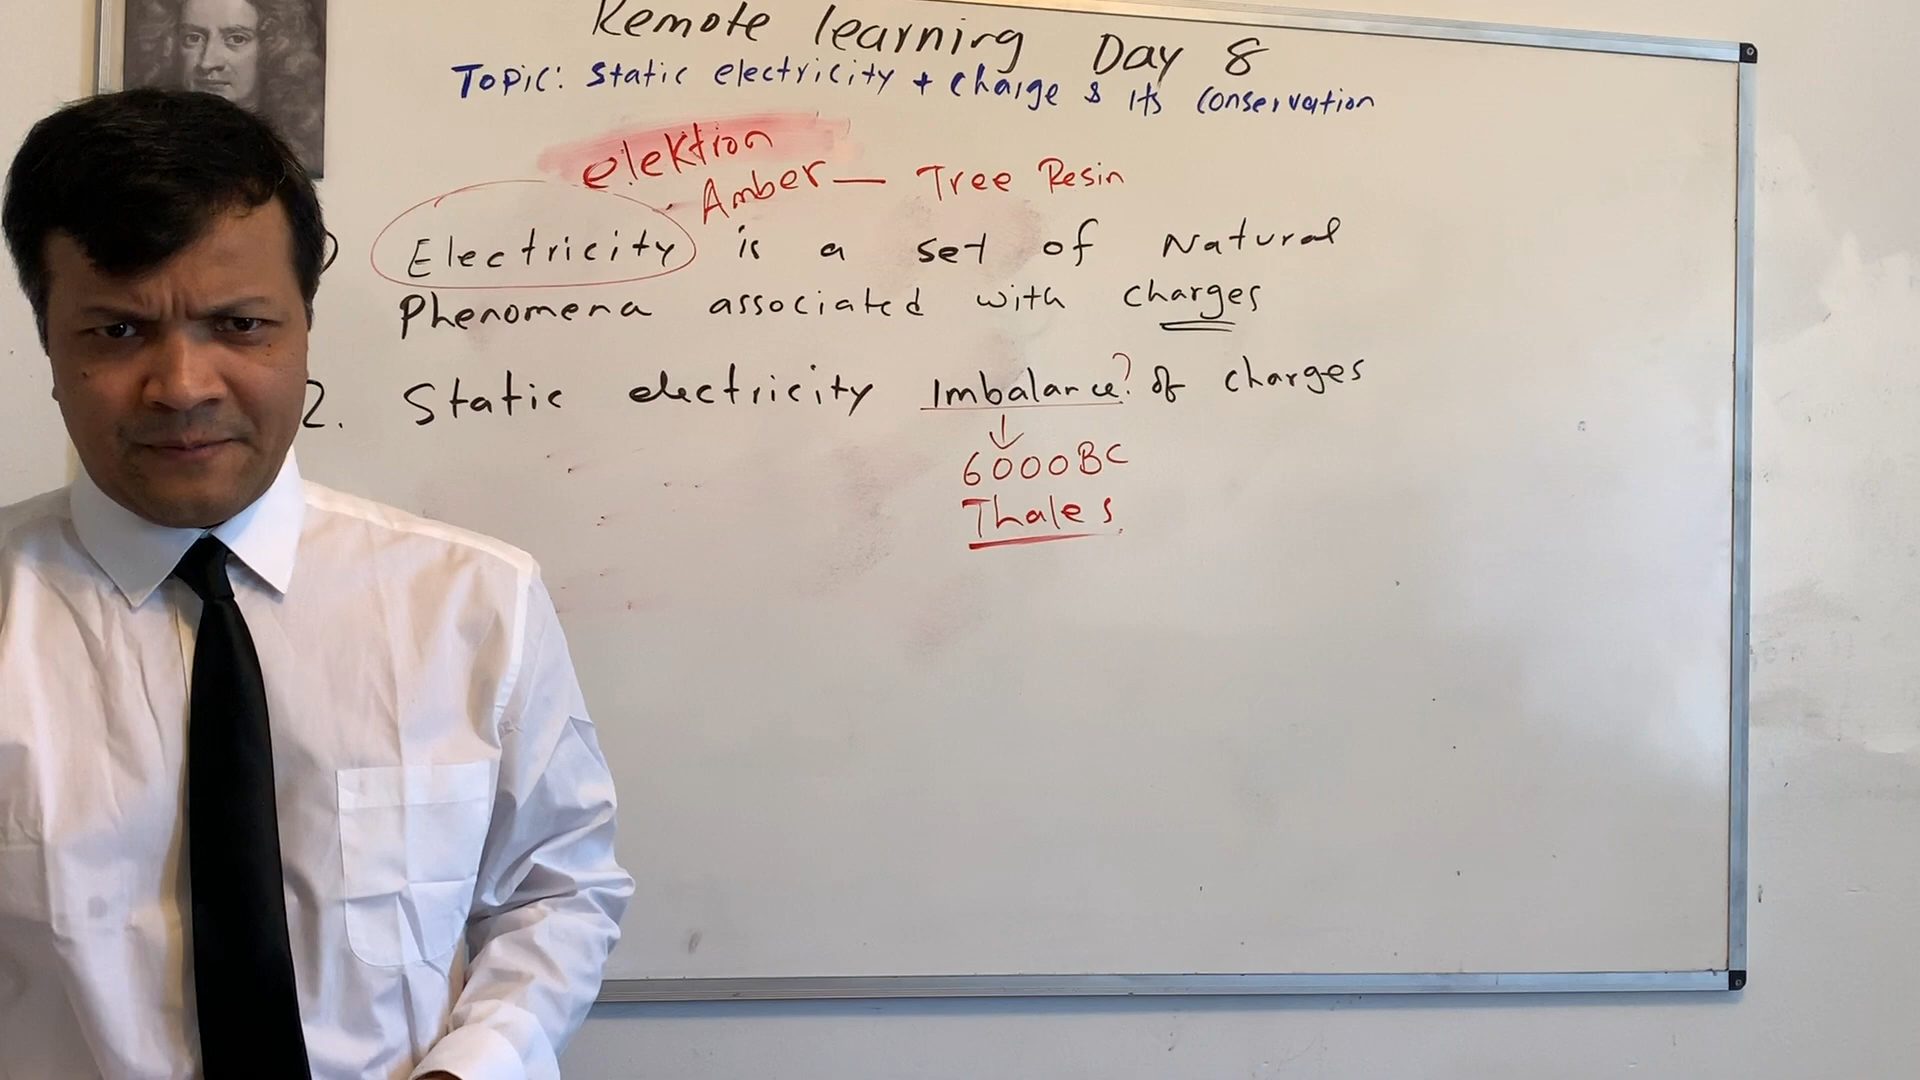 Remote learning Day 8
Topic: Static electricity + Charge & its Conservation
elektron
Amber — Tree Resin
Electricity is a set of Natural
Phenomena associated with charges
2. Static electricity Imbalance? of charges
↓
6000BC
Thales